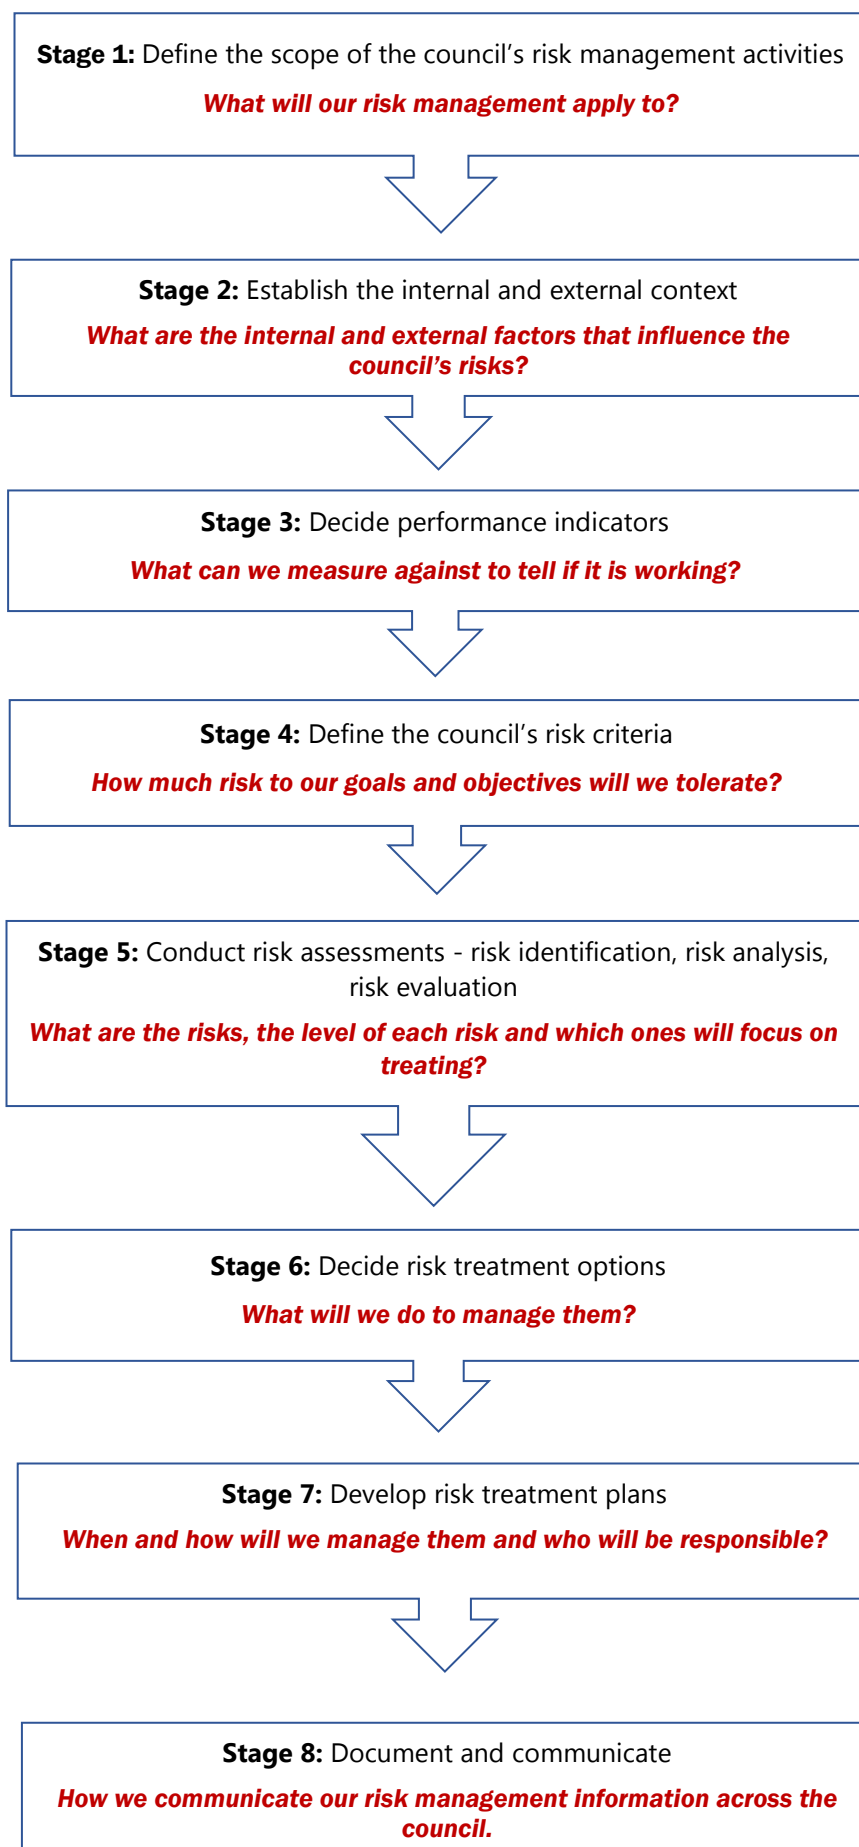 Stage 1: Define the scope of the council’s risk management activities
What will our risk management apply to?
Stage 2: Establish the internal and external context
What are the internal and external factors that influence the
council’s risks?
Stage 3: Decide performance indicators
What can we measure against to tell if it is working?
Stage 4: Define the council’s risk criteria
How much risk to our goals and objectives will we tolerate?
Stage 5: Conduct risk assessments - risk identification, risk analysis,
risk evaluation
What are the risks, the level of each risk and which ones will focus on
treating?
Stage 6: Decide risk treatment options
What will we do to manage them?
Stage 7: Develop risk treatment plans
When and how will we manage them and who will be responsible?
Stage 8: Document and communicate
How we communicate our risk management information across the
council.